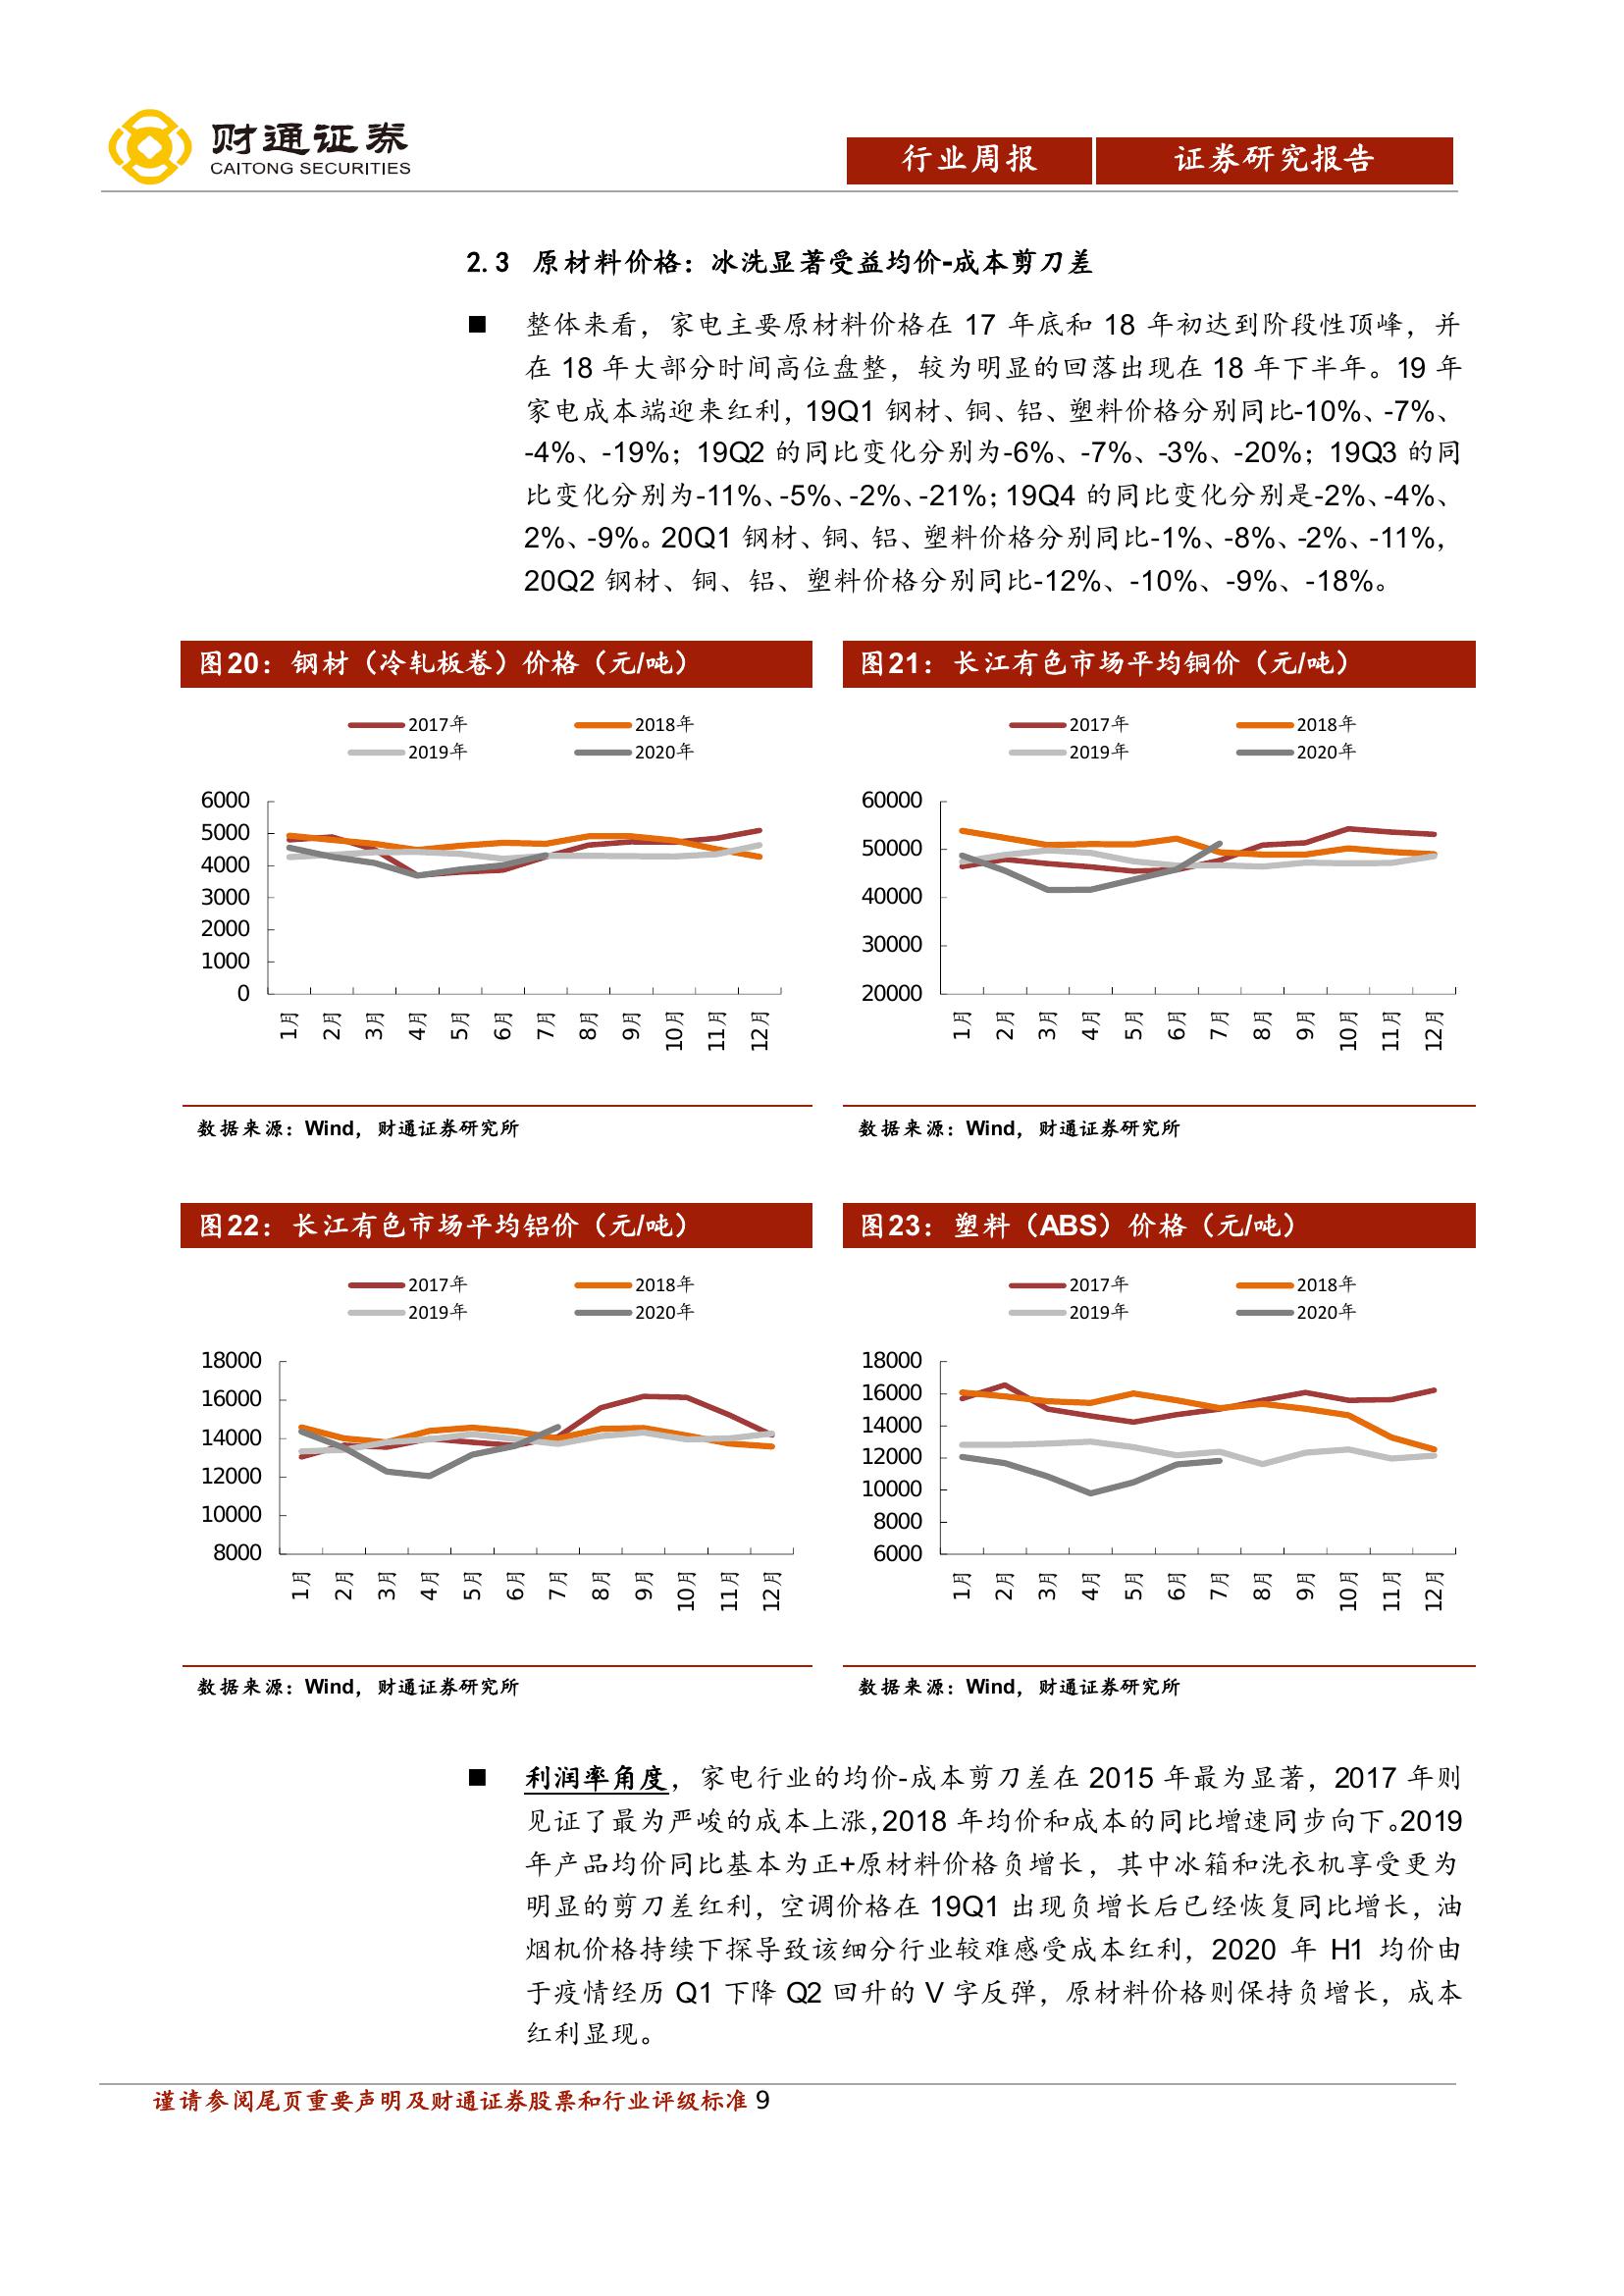 财通证券
CAITONG SECURITIES
行业周报
证券研究报告
2.3 原材料价格：冰洗显著受益均价-成本剪刀差
■ 整体来看，家电主要原材料价格在 17 年底和 18 年初达到阶段性顶峰，并
在 18 年大部分时间高位盘整，较为明显的回落出现在 18 年下半年。19 年
家电成本端迎来红利，19Q1 钢材、铜、铝、塑料价格分别同比-10%、-7%、
-4%、-19%；19Q2 的同比变化分别为-6%、-7%、-3%、-20%；19Q3 的同
比变化分别为-11%、-5%、-2%、-21%；19Q4 的同比变化分别是-2%、-4%、
2%、-9%。20Q1 钢材、铜、铝、塑料价格分别同比-1%、-8%、-2%、-11%，
20Q2 钢材、铜、铝、塑料价格分别同比-12%、-10%、-9%、-18%。
图20：钢材（冷轧板卷）价格（元/吨）
2017年 2018年
2019年 2020年
6000
5000
4000
3000
2000
1000
0
1月 2月 3月 4月 5月 6月 7月 8月 9月 10月 11月 12月
数据来源：Wind，财通证券研究所
图21：长江有色市场平均铜价（元/吨）
2017年 2018年
2019年 2020年
60000
50000
40000
30000
20000
1月 2月 3月 4月 5月 6月 7月 8月 9月 10月 11月 12月
数据来源：Wind，财通证券研究所
图22：长江有色市场平均铝价（元/吨）
2017年 2018年
2019年 2020年
18000
16000
14000
12000
10000
8000
1月 2月 3月 4月 5月 6月 7月 8月 9月 10月 11月 12月
数据来源：Wind，财通证券研究所
图23：塑料（ABS）价格（元/吨）
2017年 2018年
2019年 2020年
18000
16000
14000
12000
10000
8000
6000
1月 2月 3月 4月 5月 6月 7月 8月 9月 10月 11月 12月
数据来源：Wind，财通证券研究所
■ 利润率角度，家电行业的均价-成本剪刀差在 2015 年最为显著，2017 年则
见证了最为严峻的成本上涨，2018 年均价和成本的同比增速同步向下。2019
年产品均价同比基本为正+原材料价格负增长，其中冰箱和洗衣机享受更为
明显的剪刀差红利，空调价格在 19Q1 出现负增长后已经恢复同比增长，油
烟机价格持续下探导致该细分行业较难感受成本红利，2020 年 H1 均价由
于疫情经历 Q1 下降 Q2 回升的 V 字反弹，原材料价格则保持负增长，成本
红利显现。
谨请参阅尾页重要声明及财通证券股票和行业评级标准 9